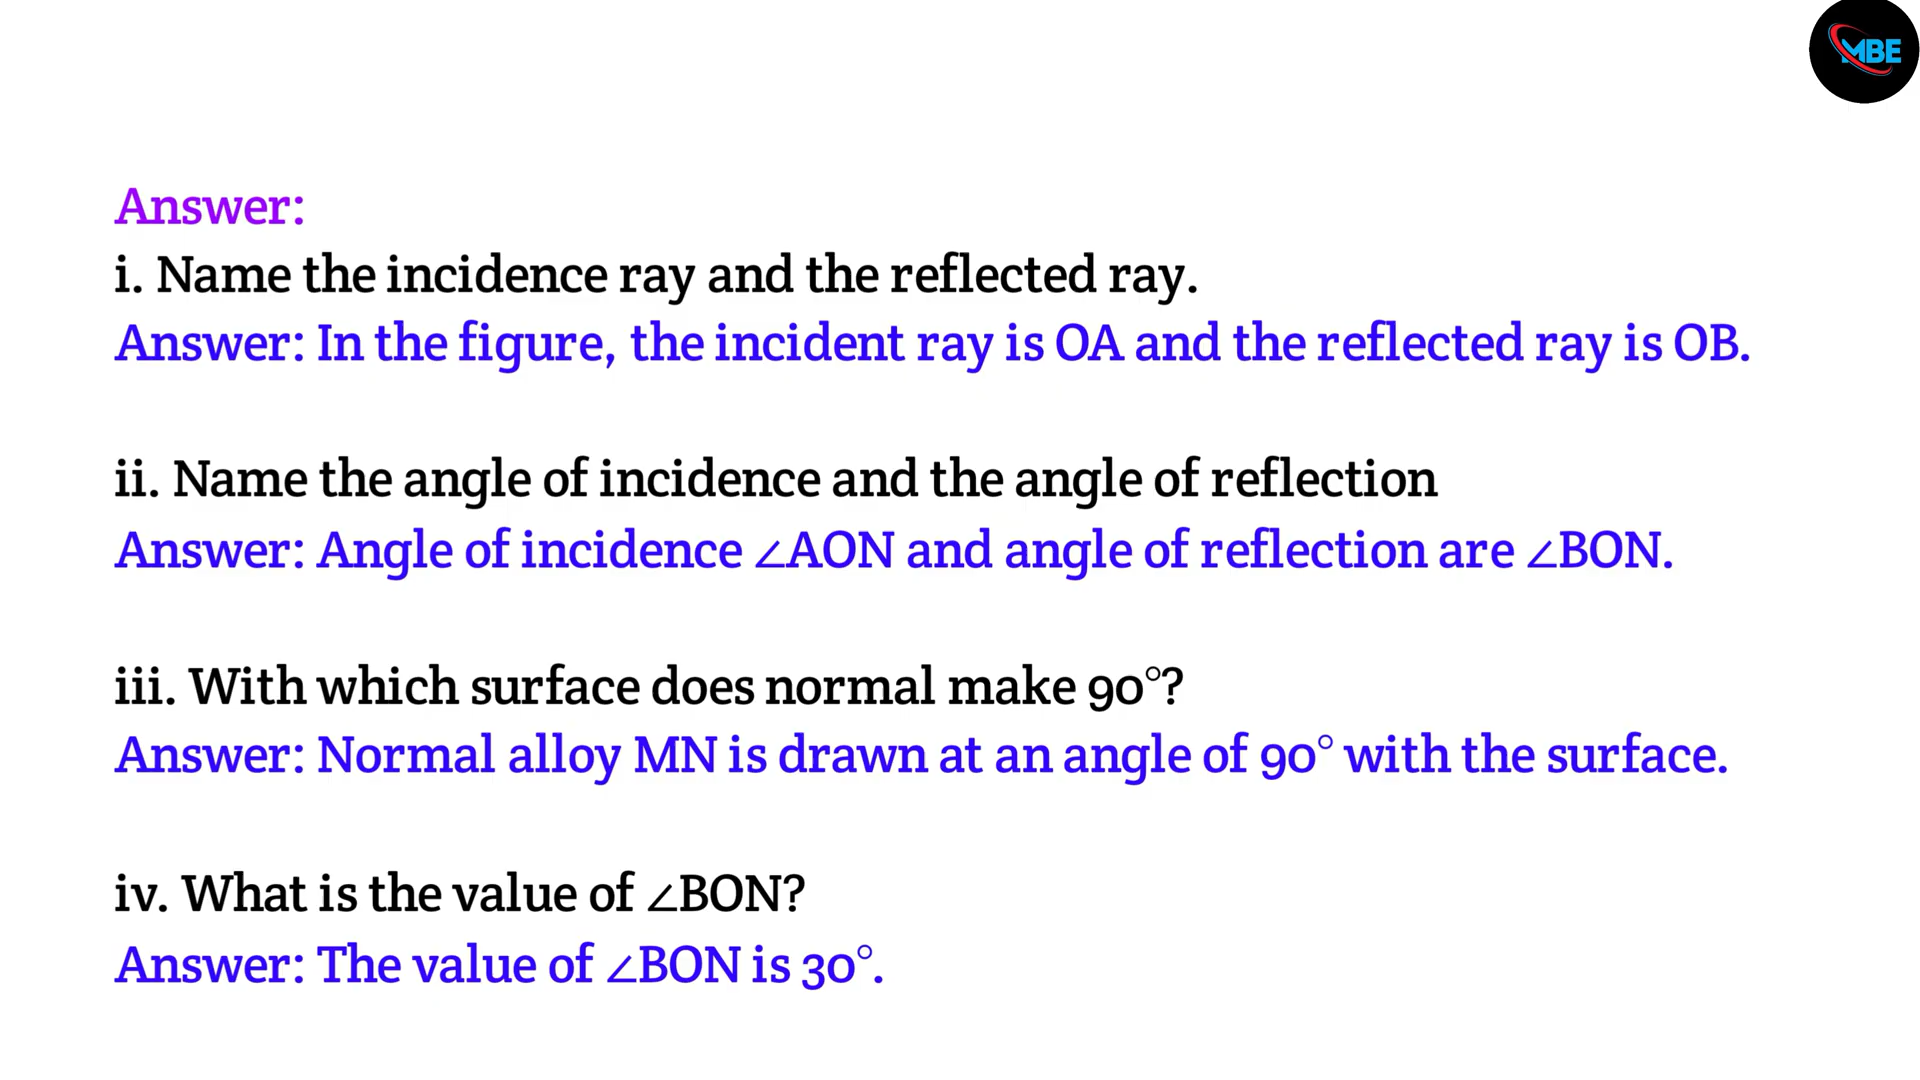 MBE
Answer:
i. Name the incidence ray and the reflected ray.
Answer: In the figure, the incident ray is OA and the reflected ray is OB.
ii. Name the angle of incidence and the angle of reflection
Answer: Angle of incidence ∠AON and angle of reflection are ∠BON.
iii. With which surface does normal make 90°?
Answer: Normal alloy MN is drawn at an angle of 90° with the surface.
iv. What is the value of ∠BON?
Answer: The value of ∠BON is 30°.